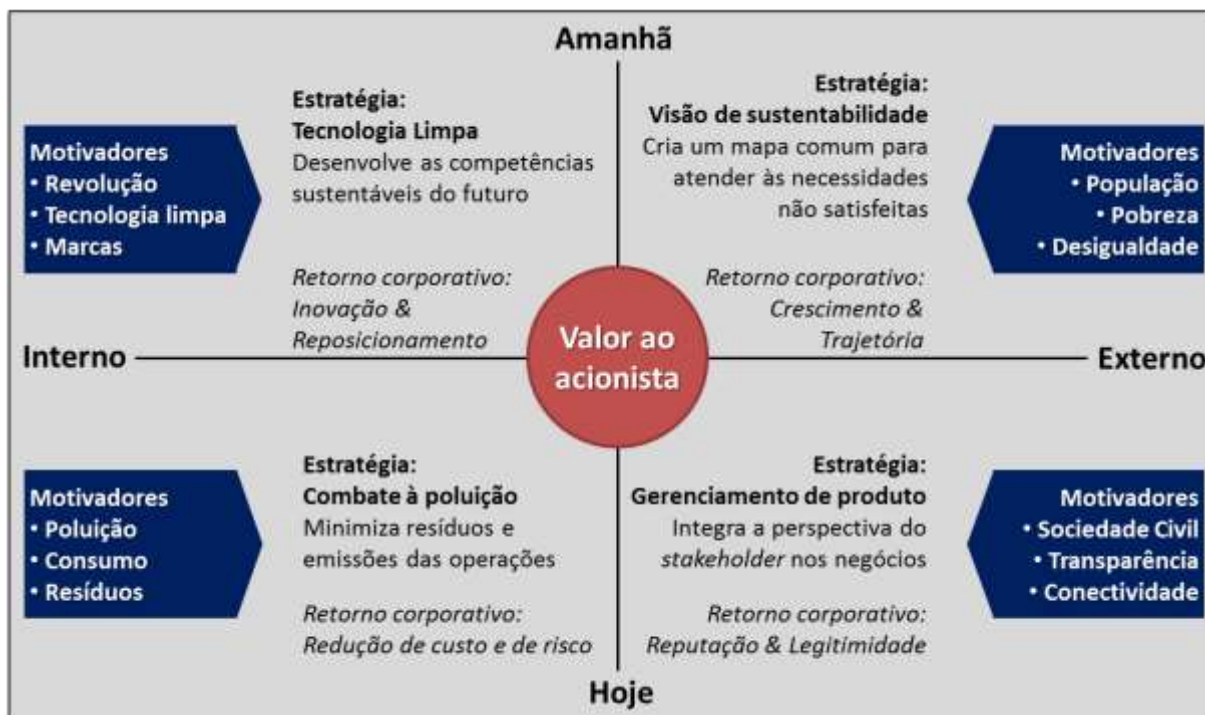 Amanhã
Motivadores
• Revolução
• Tecnologia limpa
• Marcas
Estratégia:
Tecnologia Limpa
Desenvolve as competências
sustentáveis do futuro
Retorno corporativo:
Inovação &
Reposicionamento
Estratégia:
Visão de sustentabilidade
Cria um mapa comum para
atender às necessidades
não satisfeitas
Retorno corporativo:
Crescimento &
Trajetória
Motivadores
• População
• Pobreza
• Desigualdade
Interno
Valor ao
acionista
Externo
Motivadores
• Poluição
• Consumo
• Resíduos
Estratégia:
Combate à poluição
Minimiza resíduos e
emissões das operações
Retorno corporativo:
Redução de custo e de risco
Estratégia:
Gerenciamento de produto
Integra a perspectiva do
stakeholder nos negócios
Retorno corporativo:
Reputação & Legitimidade
Motivadores
• Sociedade Civil
• Transparência
• Conectividade
Hoje